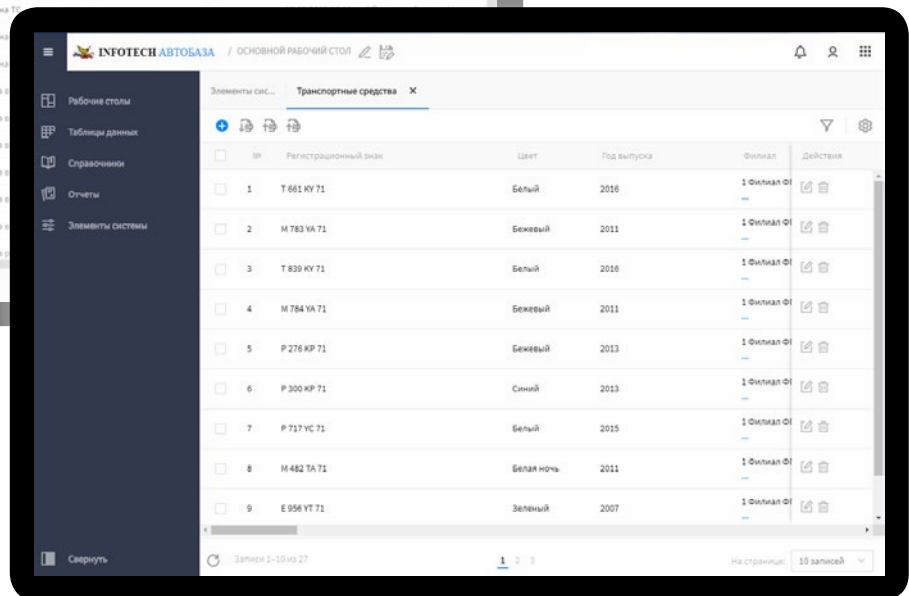 INFOTECH АВТОБАЗА / ОСНОВНОЙ РАБОЧИЙ СТОЛ
Рабочие столы
Таблицы данных
Справочники
Отчеты
Элементы системы
Свернуть
Элементы сис... Транспортные средства
№ Регистрационный знак Цвет Год выпуска Филиал Действия
1 Т 661 КУ 71 Белый 2016 1 Филиал
...
2 М 783 УА 71 Бежевый 2011 1 Филиал
...
3 Т 839 КУ 71 Белый 2016 1 Филиал
...
4 М 784 УА 71 Бежевый 2011 1 Филиал
...
5 Р 276 КР 71 Бежевый 2013 1 Филиал
...
6 Р 300 КР 71 Синий 2013 1 Филиал
...
7 Р 717 УС 71 Белый 2015 1 Филиал
...
8 М 482 ТА 71 Белая ночь 2011 1 Филиал
...
9 Е 956 УТ 71 Зеленый 2007 1 Филиал
...
Записи 1–10 из 27 1 2 3 На странице: 10 записей